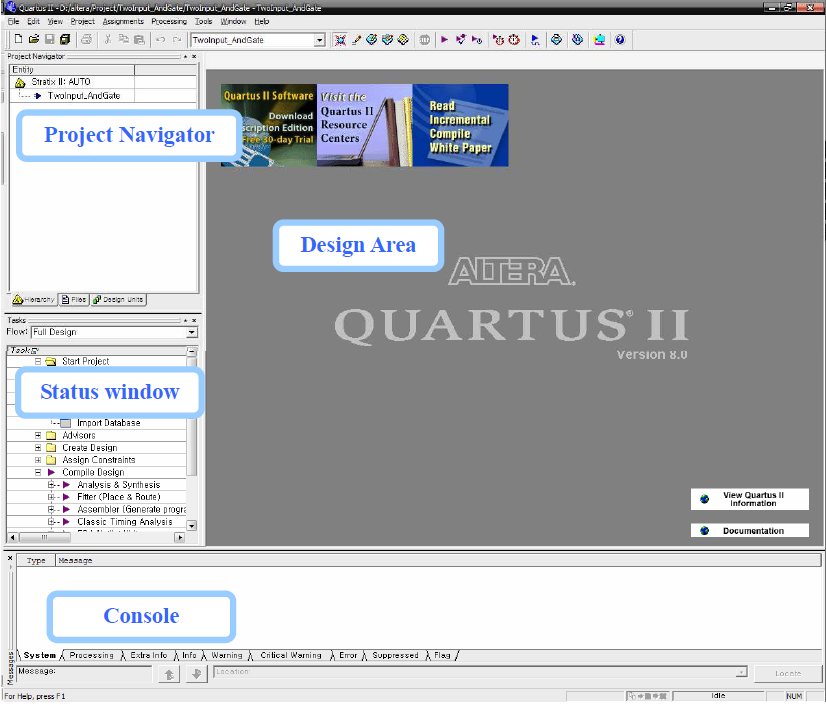 Quartus II - D:/altera/Project/TwoInput_AndGate/TwoInput_AndGate - TwoInput_AndGate
File Edit View Project Assignments Processing Tools Window Help
TwoInput_AndGate
Project Navigator
Entity
Stratix II: AUTO
TwoInput_AndGate
Project Navigator
Hierarchy Files Design Units
Quartus II Software
Download
scription Edition
Free 30-day Trial
Visit the
Quartus II
Resource
Centers
Read
Incremental
Compile
White Paper
Design Area
ALTERA
QUARTUS® II
Version 8.0
View Quartus II
Information
Documentation
Tasks
Flow: Full Design
Task
Start Project
Status window
Import Database
Advisors
Create Design
Assign Constraints
Compile Design
Analysis & Synthesis
Fitter (Place & Route)
Assembler (Generate progra
Classic Timing Analysis
Type Message
Console
System Processing Extra Info Info Warning Critical Warning Error Suppressed Flag
Messages
Message: Location: Locate
For Help, press F1 Idle NUM